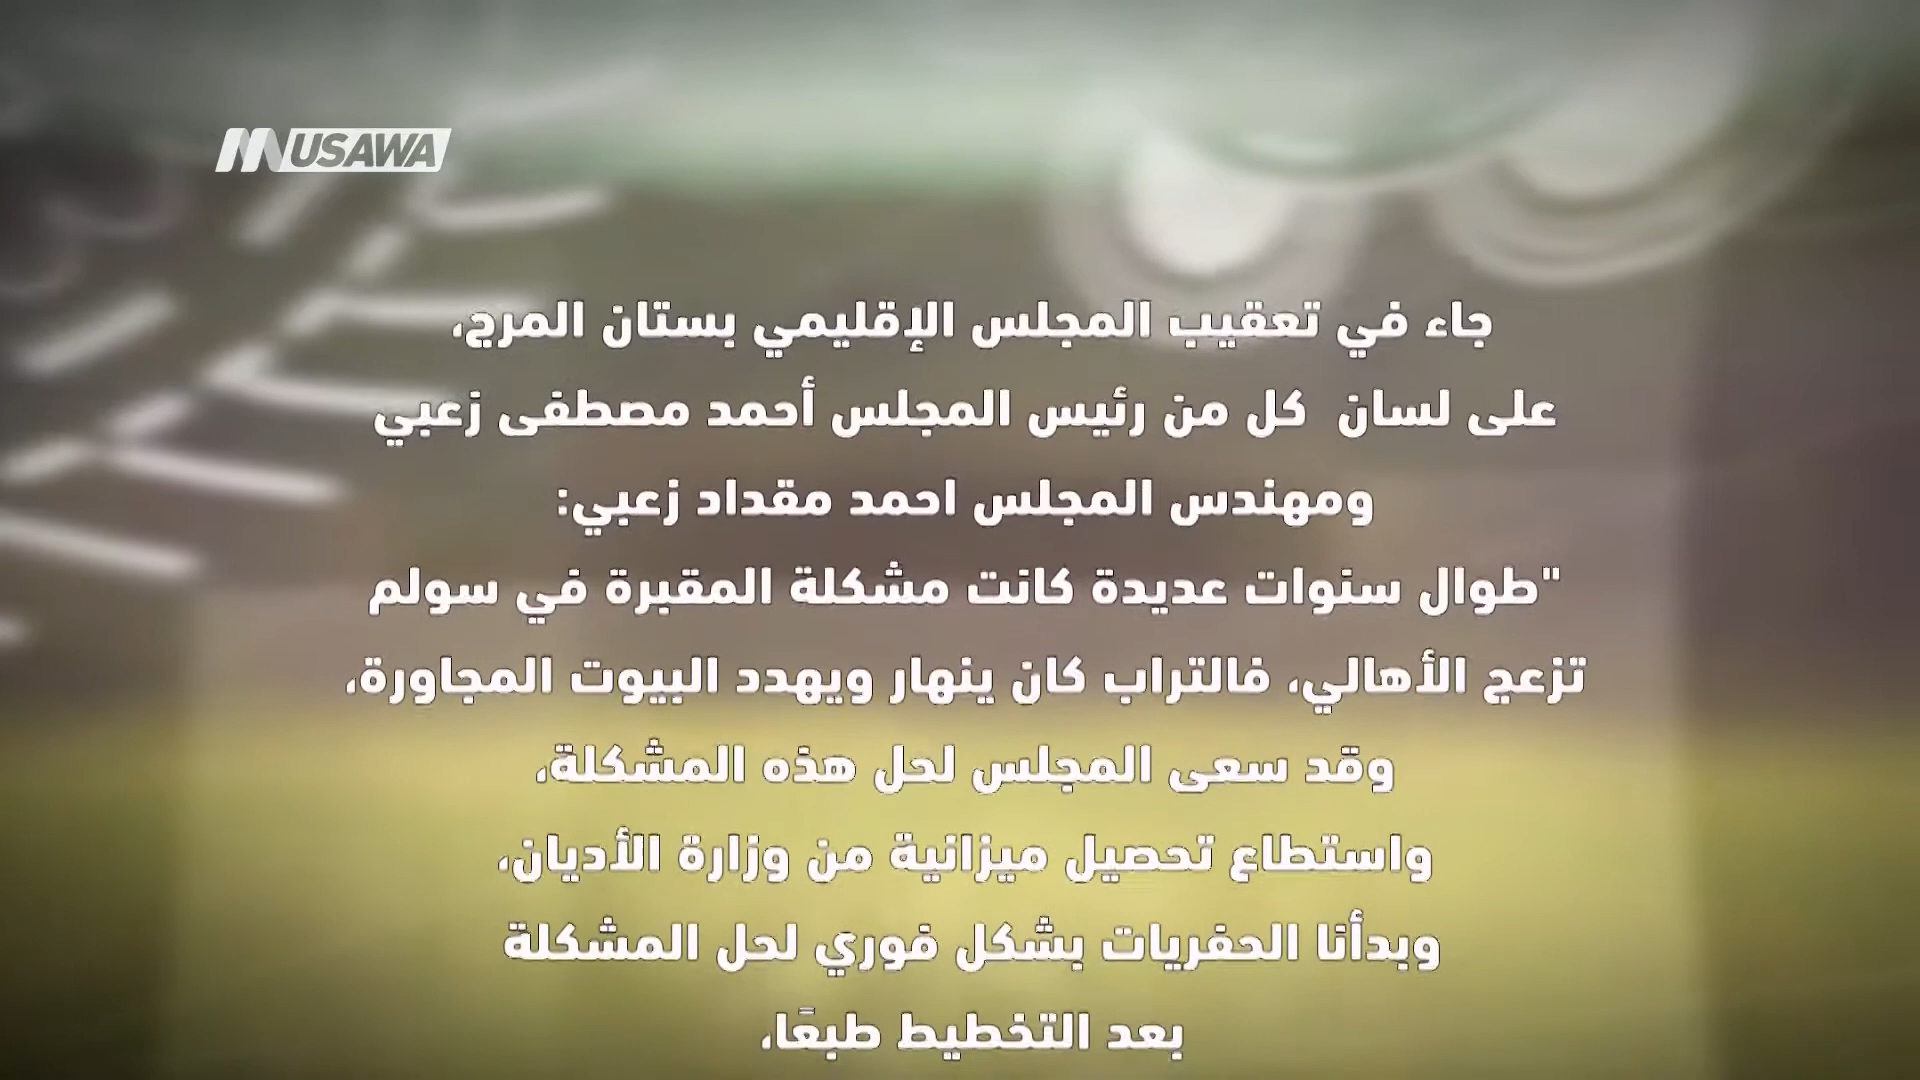 MUSAWA
جاء في تعقيب المجلس الإقليمي بستان المرج،
على لسان كل من رئيس المجلس أحمد مصطفى زعبي
ومهندس المجلس احمد مقداد زعبي:
"طوال سنوات عديدة كانت مشكلة المقبرة في سولم
تزعج الأهالي، فالتراب كان ينهار ويهدد البيوت المجاورة،
وقد سعى المجلس لحل هذه المشكلة،
واستطاع تحصيل ميزانية من وزارة الأديان،
وبدأنا الحفريات بشكل فوري لحل المشكلة
بعد التخطيط طبعًا،